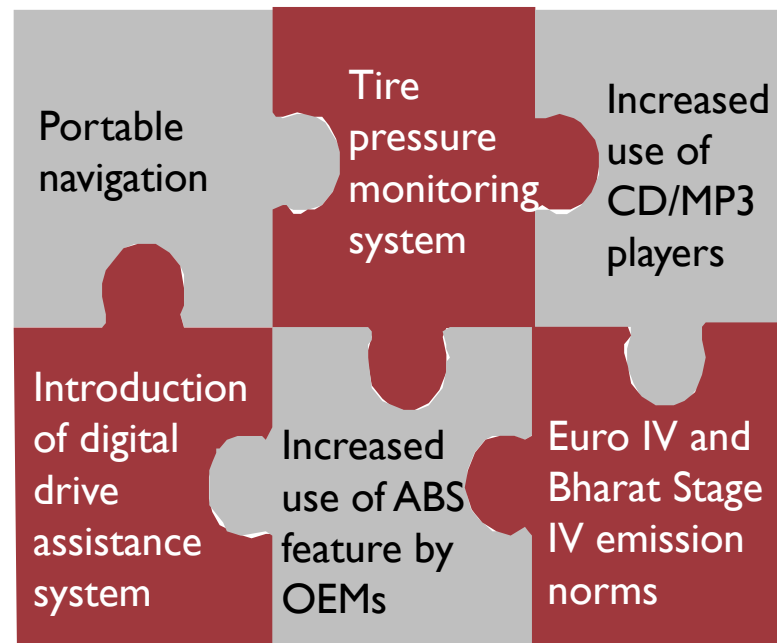 Portable
navigation
Tire
pressure
monitoring
system
Increased
use of
CD/MP3
players
Introduction
of digital
drive
assistance
system
Increased
use of ABS
feature by
OEMs
Euro IV and
Bharat Stage
IV emission
norms